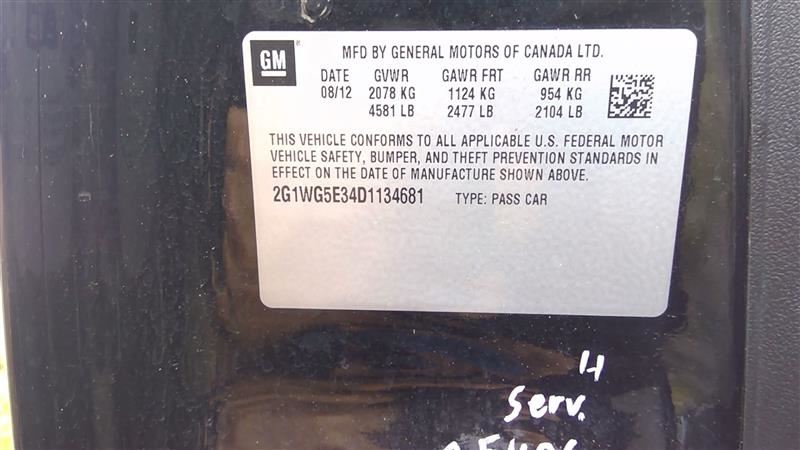 GM ®
MFD BY GENERAL MOTORS OF CANADA LTD.
DATE GVWR GAWR FRT GAWR RR
08/12 2078 KG 1124 KG 954 KG
4581 LB 2477 LB 2104 LB
THIS VEHICLE CONFORMS TO ALL APPLICABLE U.S. FEDERAL MOTOR
VEHICLE SAFETY, BUMPER, AND THEFT PREVENTION STANDARDS IN
EFFECT ON THE DATE OF MANUFACTURE SHOWN ABOVE.
2G1WG5E34D1134681 TYPE: PASS CAR
Serv.